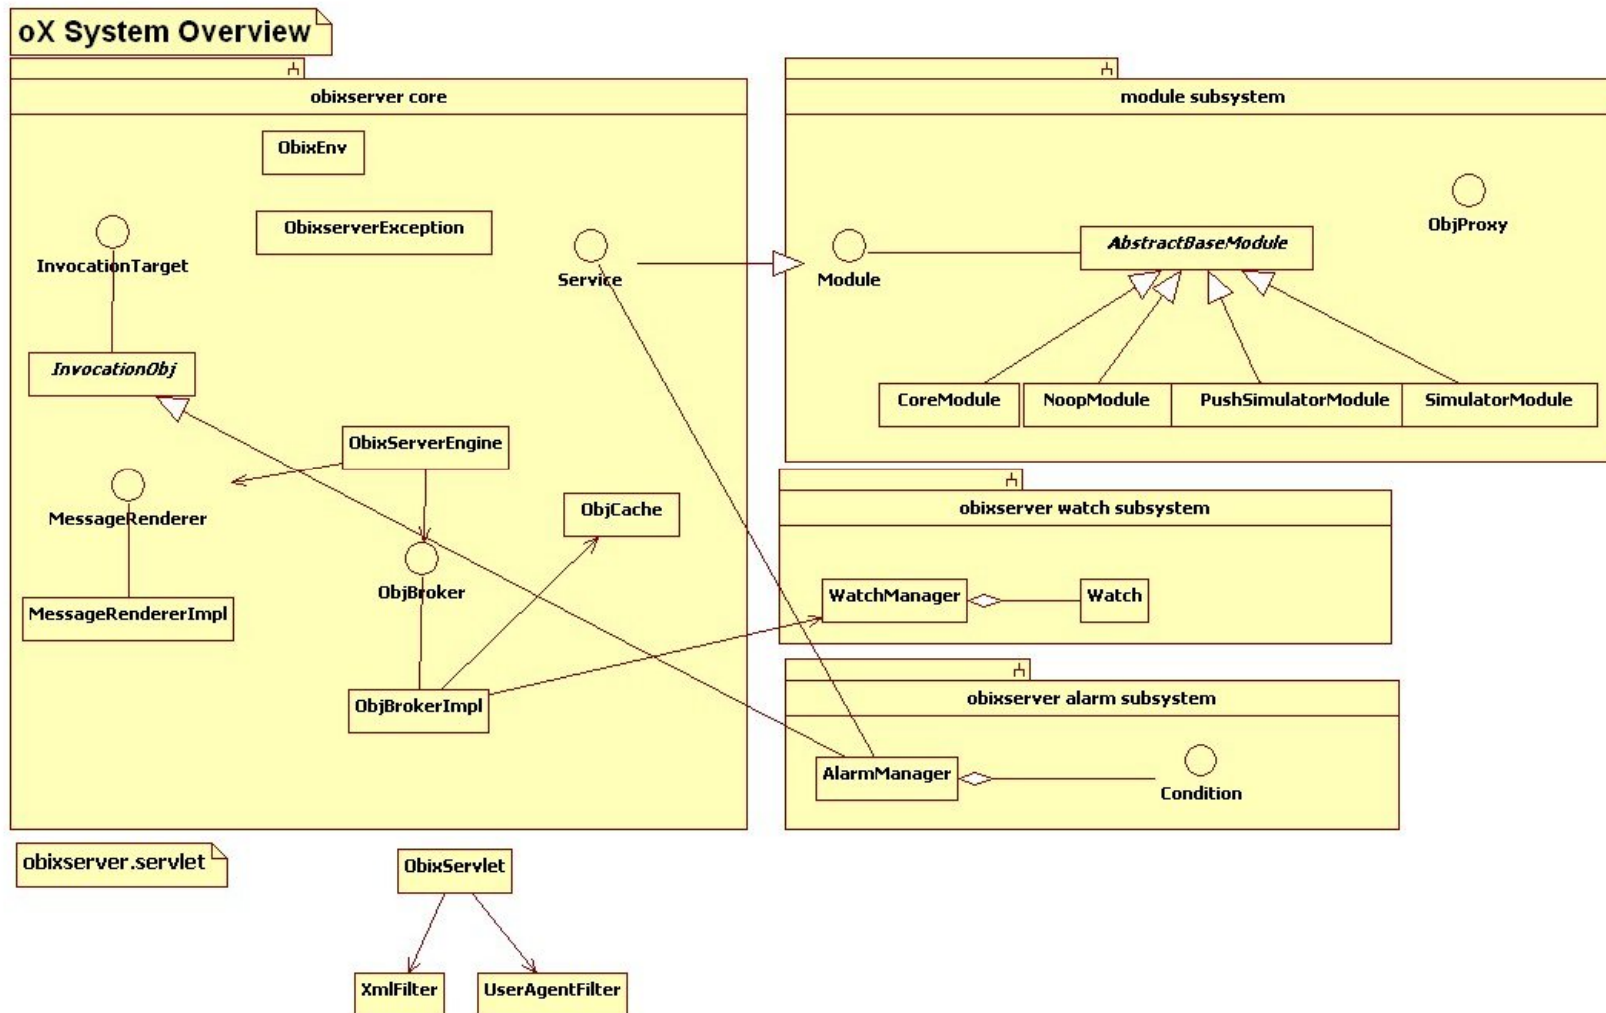 oX System Overview
obixserver core
ObixEnv
ObixserverException
InvocationTarget
Service
InvocationObj
ObixServerEngine
MessageRenderer
ObjCache
ObjBroker
MessageRendererImpl
ObjBrokerImpl
module subsystem
ObjProxy
AbstractBaseModule
Module
CoreModule
NoopModule
PushSimulatorModule
SimulatorModule
obixserver watch subsystem
WatchManager
Watch
obixserver alarm subsystem
AlarmManager
Condition
obixserver.servlet
ObixServlet
XmlFilter
UserAgentFilter